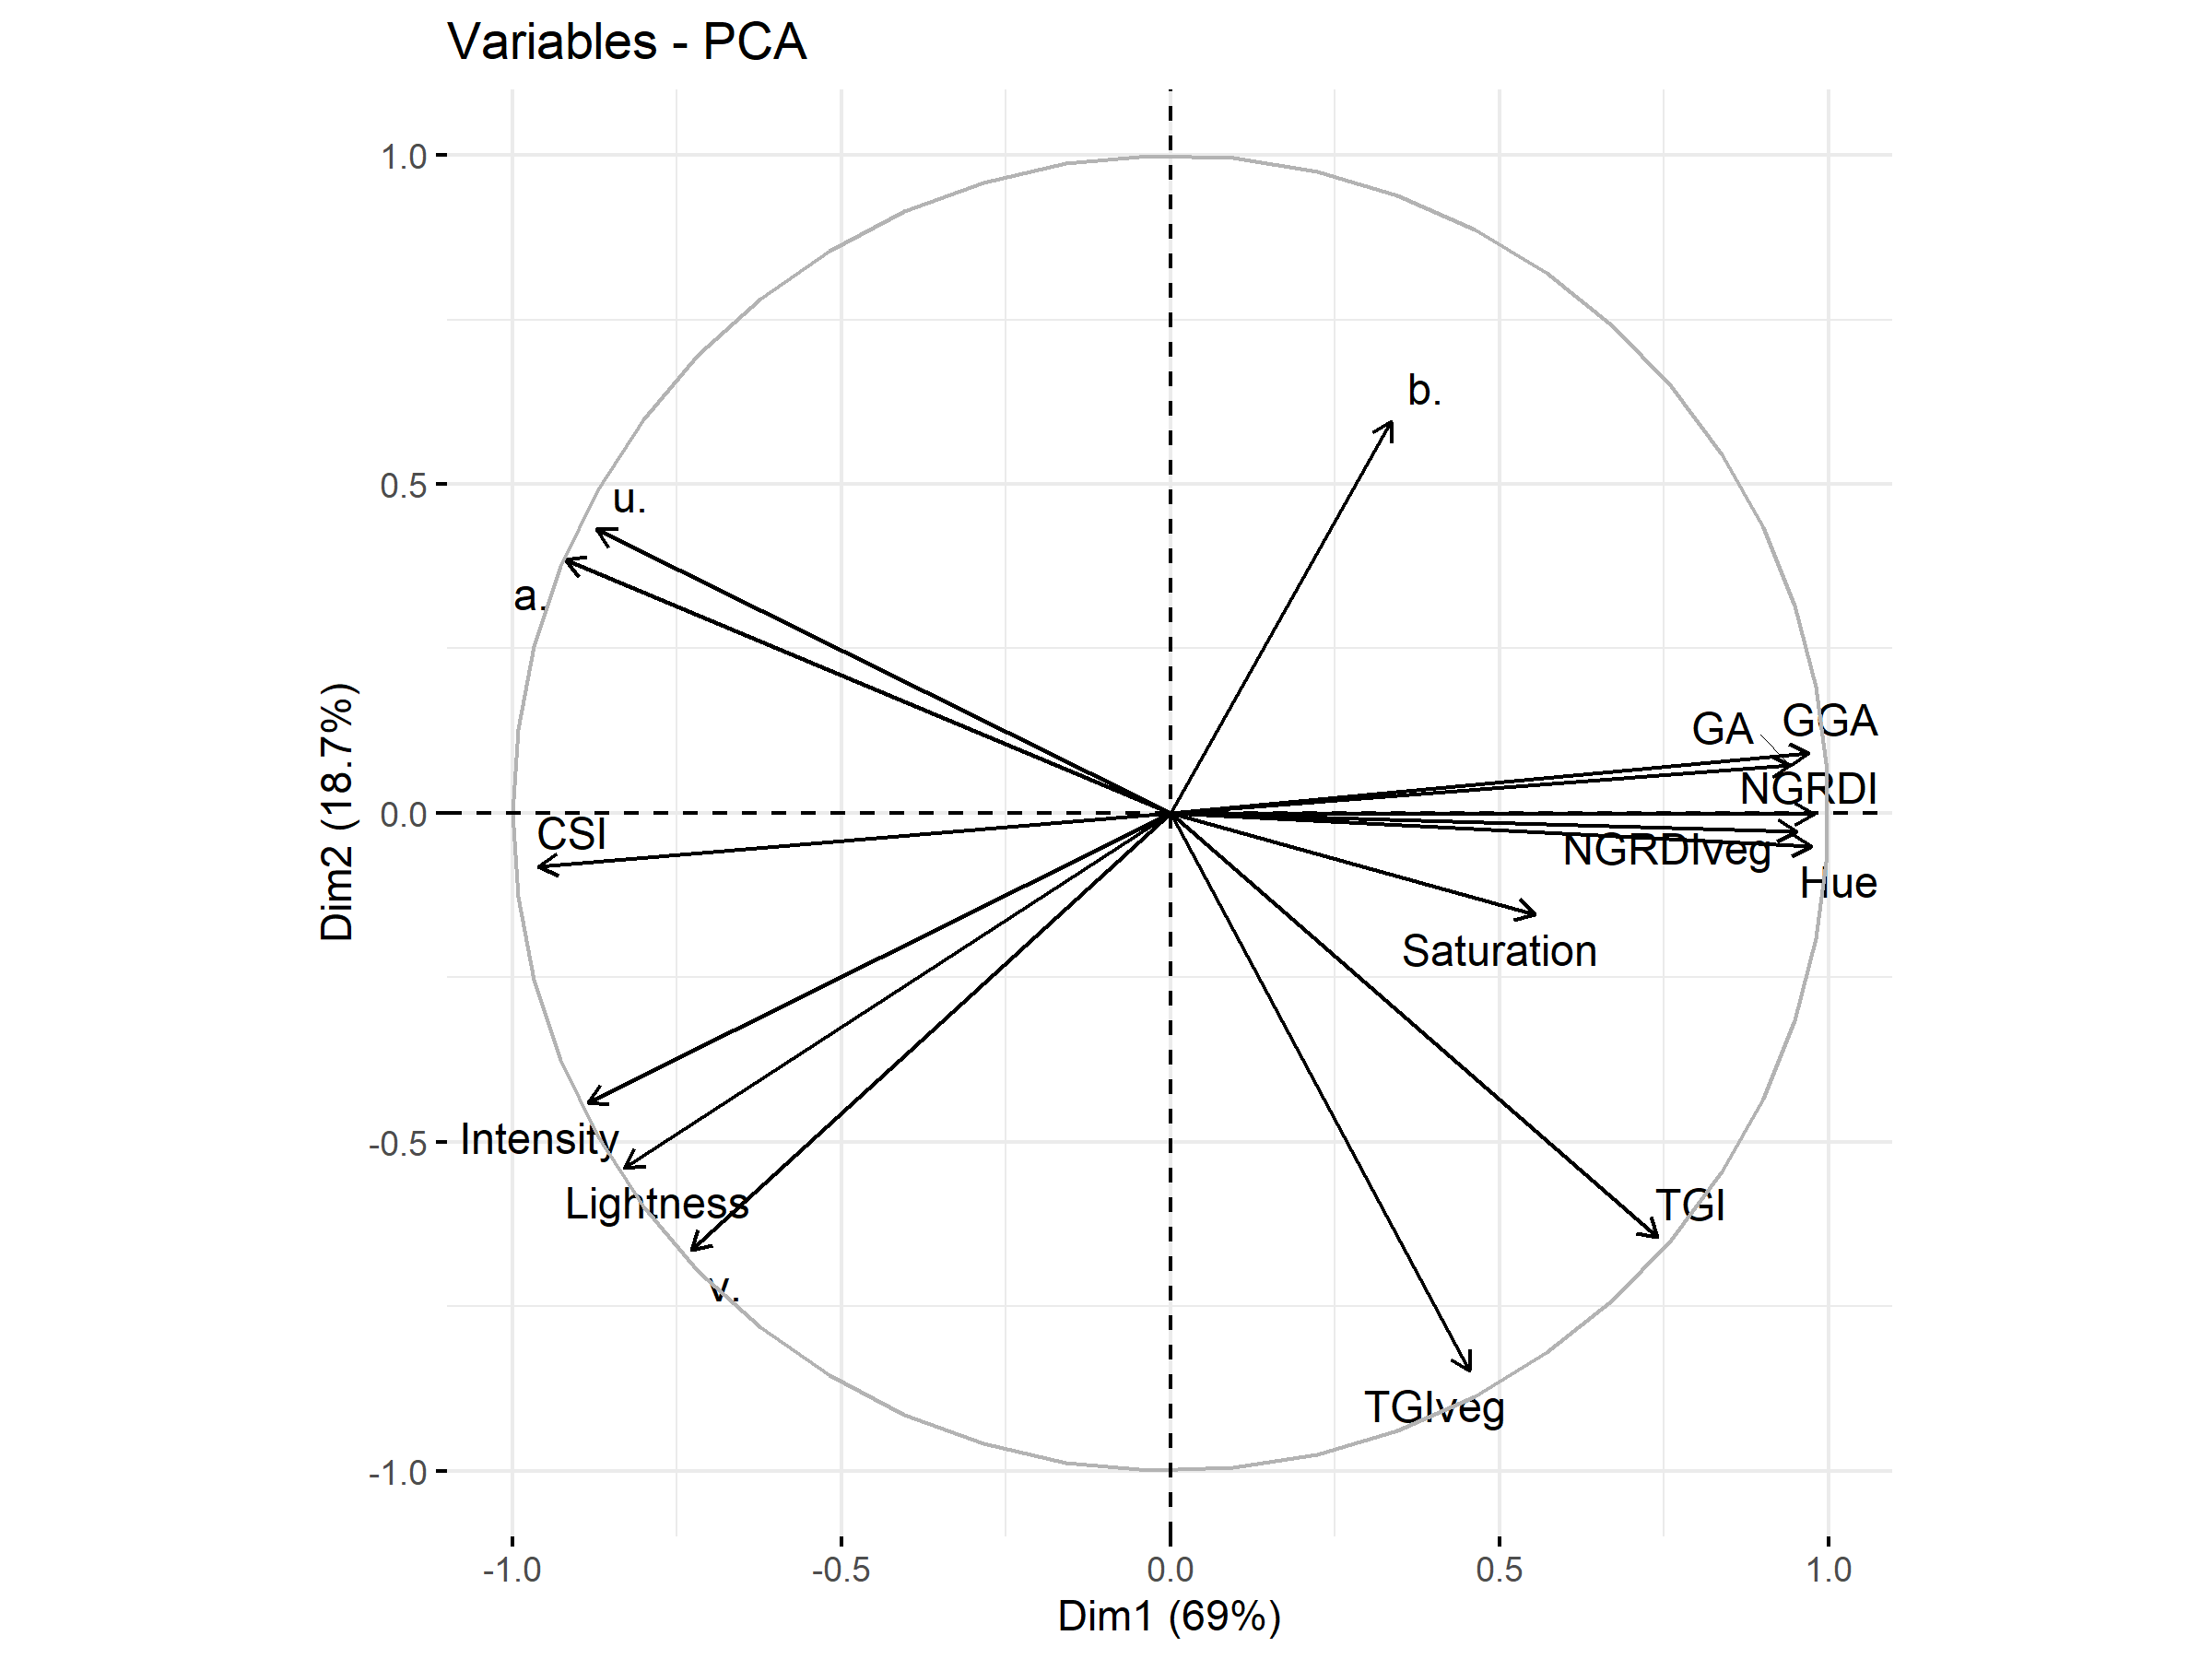 Variables - PCA
1.0
b.
0.5
u.
a.
GA
GGA
NGRDI
0.0
CSI
NGRDIveg
Hue
Saturation
Dim2 (18.7%)
Intensity
-0.5
Lightness
TGI
v.
TGIveg
-1.0
-1.0
-0.5
0.0
0.5
1.0
Dim1 (69%)